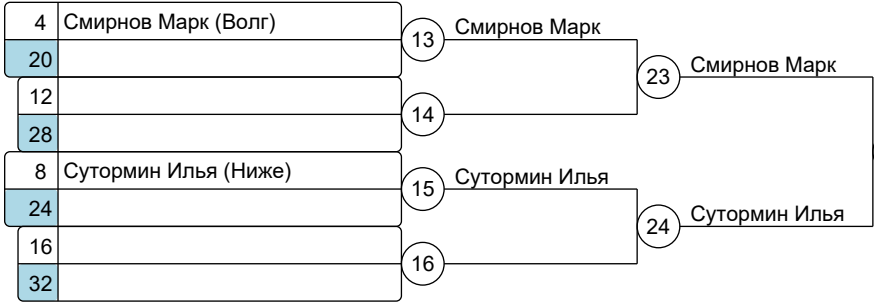 4 Смирнов Марк (Волг)
20
12
28
8 Сутормин Илья (Ниже)
24
16
32
13 Смирнов Марк
14
15 Сутормин Илья
16
23 Смирнов Марк
24 Сутормин Илья